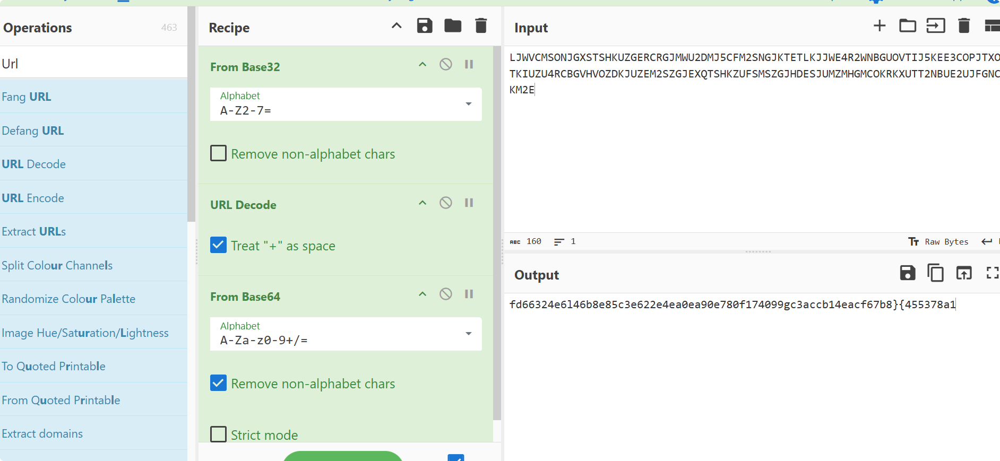 Operations 463
Url
Fang URL
Defang URL
URL Decode
URL Encode
Extract URLs
Split Colour Channels
Randomize Colour Palette
Image Hue/Saturation/Lightness
To Quoted Printable
From Quoted Printable
Extract domains
Recipe
From Base32
Alphabet
A-Z2-7=
Remove non-alphabet chars
URL Decode
Treat "+" as space
From Base64
Alphabet
A-Za-z0-9+/=
Remove non-alphabet chars
Strict mode
Input
LJWVCMSONJGXSTSHKUZGERCRGJMWU2DMJ5CFM2SNGJKTETLKJJWE4R2WNBGUOVTIJ5KEE3COPJTXO
TKIUZU4RCBGVHVOZDKJUZEM2SZGJEXQTSHKZUFSMSZGJHDESJUMZMHGMCOKRKXUTT2NBUE2UJFGNC
KM2E
ABC 160 1
Raw Bytes
Output
fd66324e6l46b8e85c3e622e4ea0ea90e780f174099gc3accb14eacf67b8}{455378a1